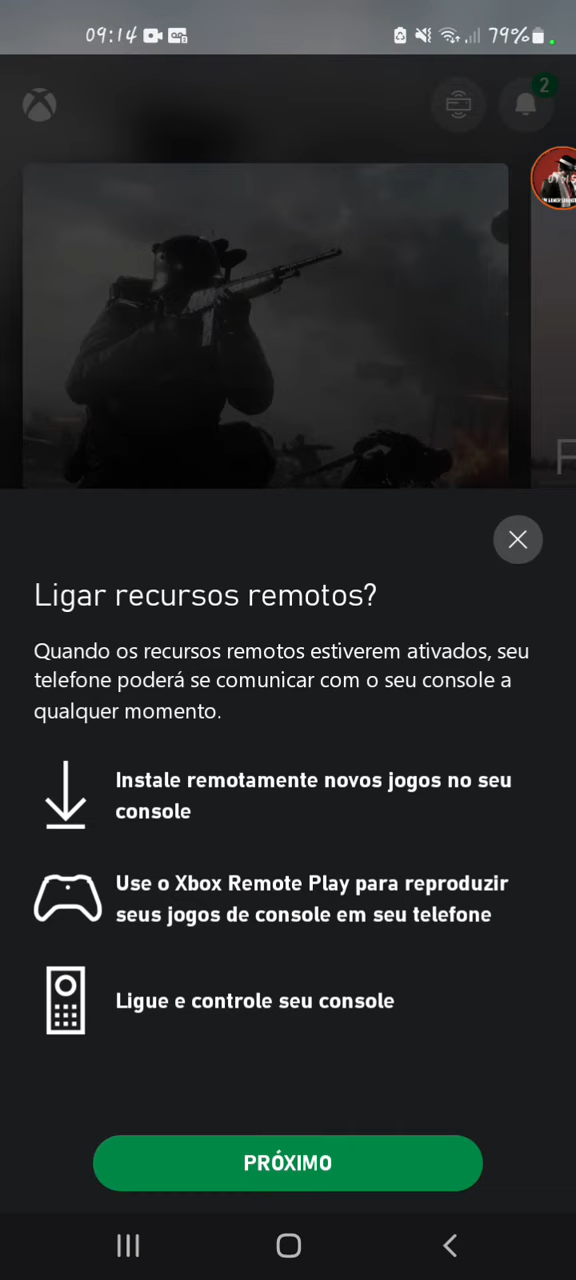 09:14
79%
2
F
Ligar recursos remotos?
Quando os recursos remotos estiverem ativados, seu
telefone poderá se comunicar com o seu console a
qualquer momento.
Instale remotamente novos jogos no seu
console
Use o Xbox Remote Play para reproduzir
seus jogos de console em seu telefone
Ligue e controle seu console
PRÓXIMO